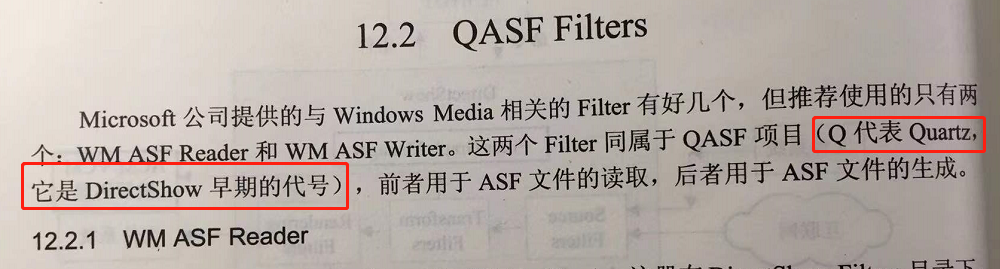 12.2 QASF Filters
Microsoft 公司提供的与 Windows Media 相关的 Filter 有好几个，但推荐使用的只有两
个：WM ASF Reader 和 WM ASF Writer。这两个 Filter 同属于 QASF 项目（Q 代表 Quartz，
它是 DirectShow 早期的代号），前者用于 ASF 文件的读取，后者用于 ASF 文件的生成。
12.2.1 WM ASF Reader